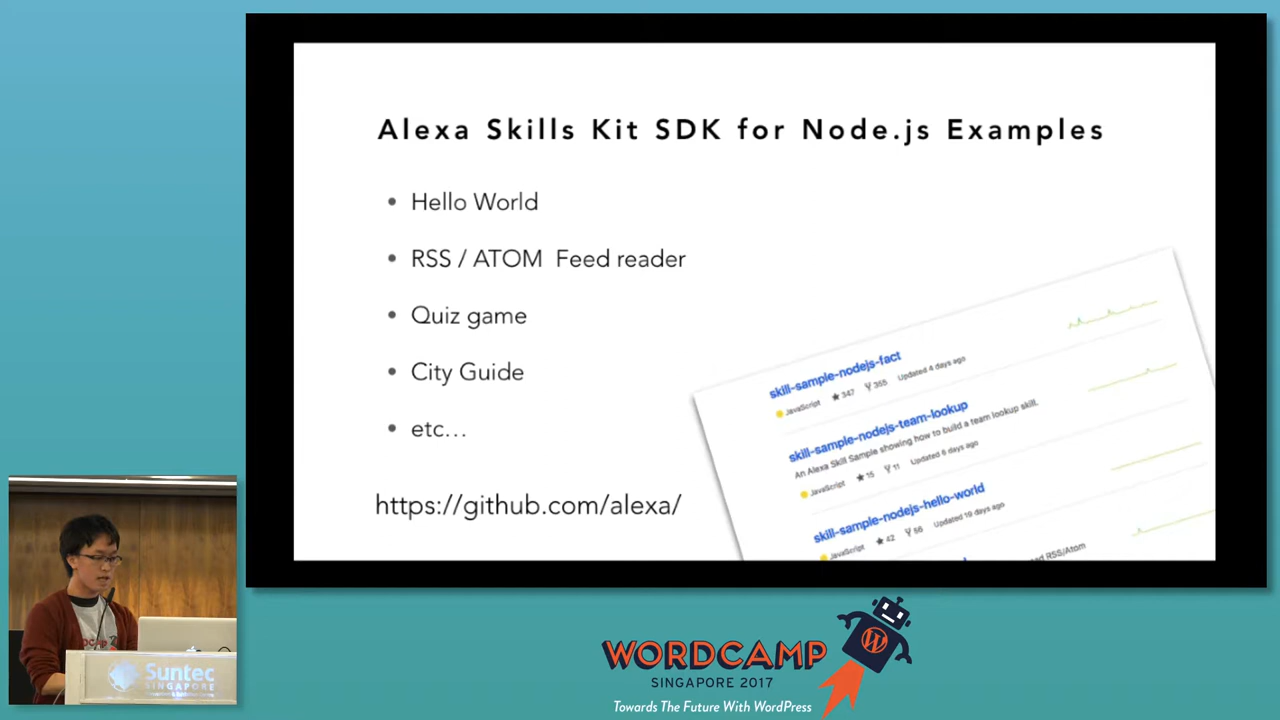 Alexa Skills Kit SDK for Node.js Examples
• Hello World
• RSS / ATOM Feed reader
• Quiz game
• City Guide
• etc…
https://github.com/alexa/
skill-sample-nodejs-fact
JavaScript ★ 347 355 Updated 4 days ago
skill-sample-nodejs-team-lookup
An Alexa Skill Sample showing how to build a team lookup skill.
JavaScript ★ 15 11 Updated 6 days ago
skill-sample-nodejs-hello-world
JavaScript ★ 42 56 Updated 19 days ago
RSS/Atom
Suntec
SINGAPORE
WORDCAMP
SINGAPORE 2017
Towards The Future With WordPress